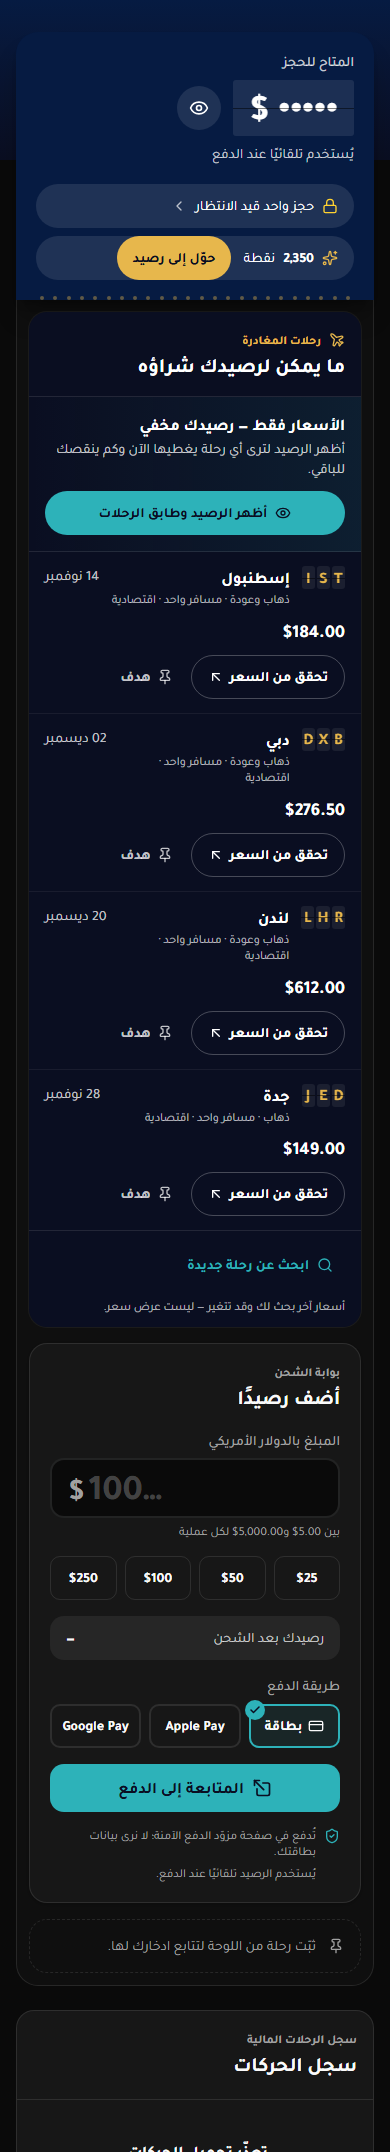 المتاح للحجز
$ •••••
يُستخدم تلقائيًا عند الدفع
حجز واحد قيد الانتظار
2,350 نقطة
حوّل إلى رصيد
رحلات المغادرة
ما يمكن لرصيدك شراؤه
الأسعار فقط — رصيدك مخفي
أظهر الرصيد لترى أي رحلة يغطيها الآن وكم ينقصك
للباقي.
أظهر الرصيد وطابق الرحلات
IST
إسطنبول
14 نوفمبر
ذهاب وعودة · مسافر واحد · اقتصادية
$184.00
تحقق من السعر
هدف
DXB
دبي
02 ديسمبر
ذهاب وعودة · مسافر واحد ·
اقتصادية
$276.50
تحقق من السعر
هدف
LHR
لندن
20 ديسمبر
ذهاب وعودة · مسافر واحد ·
اقتصادية
$612.00
تحقق من السعر
هدف
JED
جدة
28 نوفمبر
ذهاب · مسافر واحد · اقتصادية
$149.00
تحقق من السعر
هدف
ابحث عن رحلة جديدة
أسعار آخر بحث لك وقد تتغير — ليست عرض سعر.
بوابة الشحن
أضف رصيدًا
المبلغ بالدولار الأمريكي
$ 100...
بين $5.00 و$5,000.00 لكل عملية
$25
$50
$100
$250
رصيدك بعد الشحن
–
طريقة الدفع
بطاقة
Apple Pay
Google Pay
المتابعة إلى الدفع
تُدفع في صفحة مزوّد الدفع الآمنة؛ لا نرى بيانات
بطاقتك.
يُستخدم الرصيد تلقائيًا عند الدفع.
ثبّت رحلة من اللوحة لتتابع ادخارك لها.
سجل الرحلات المالية
سجل الحركات
تعذّر تحميل الحركات